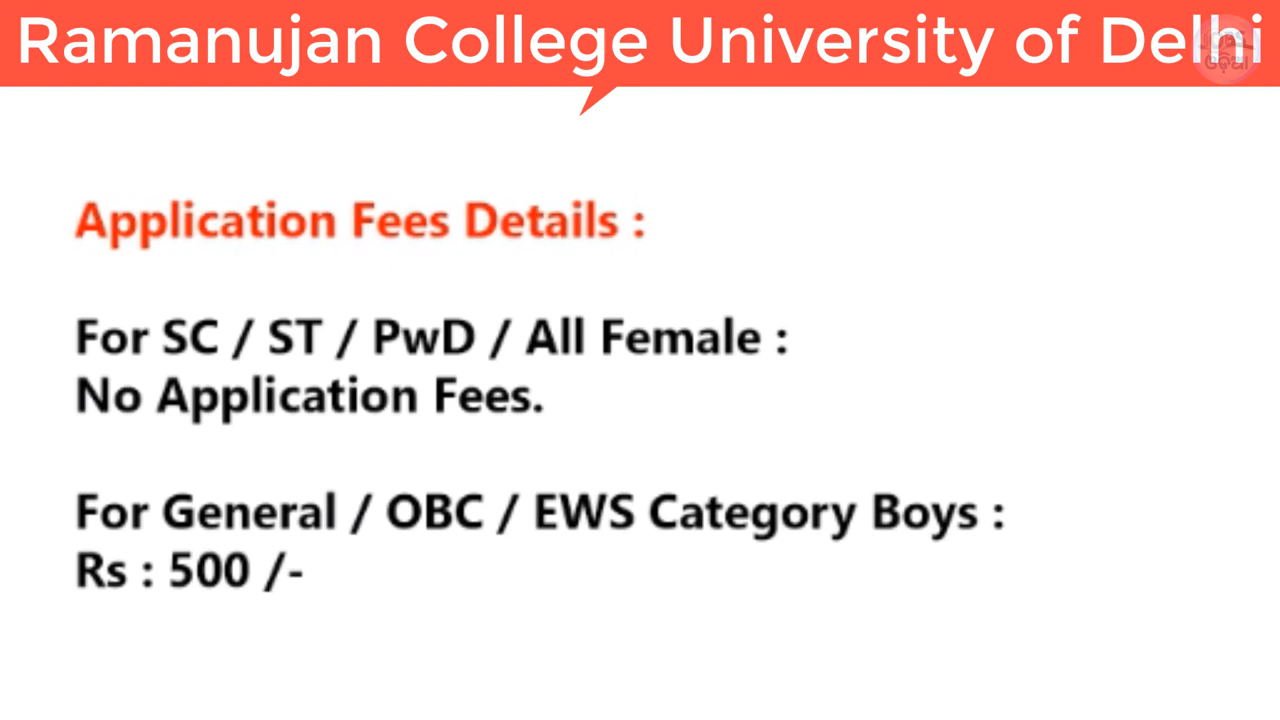 Ramanujan College University of Delhi
Application Fees Details :
For SC / ST / PwD / All Female :
No Application Fees.
For General / OBC / EWS Category Boys :
Rs : 500 /-